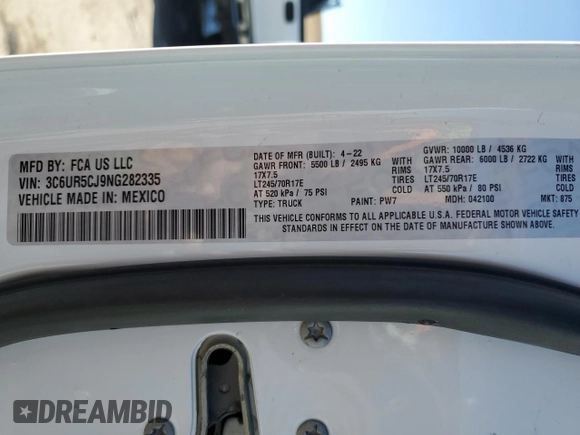 MFD BY: FCA US LLC
VIN: 3C6UR5CJ9NG282335
VEHICLE MADE IN: MEXICO
DATE OF MFR (BUILT): 4-22
GVWR: 10000 LB / 4536 KG
GAWR FRONT: 5500 LB / 2495 KG WITH
GAWR REAR: 6000 LB / 2722 KG WITH
17X7.5 RIMS
17X7.5 RIMS
LT245/70R17E TIRES
LT245/70R17E TIRES
AT 520 kPa / 75 PSI COLD
AT 550 kPa / 80 PSI COLD
TYPE: TRUCK PAINT: PW7 MDH: 042100 MKT: 875
THIS VEHICLE CONFORMS TO ALL APPLICABLE U.S.A. FEDERAL MOTOR VEHICLE SAFETY
STANDARDS IN EFFECT ON THE DATE OF MANUFACTURE SHOWN ABOVE.
DREAMBID